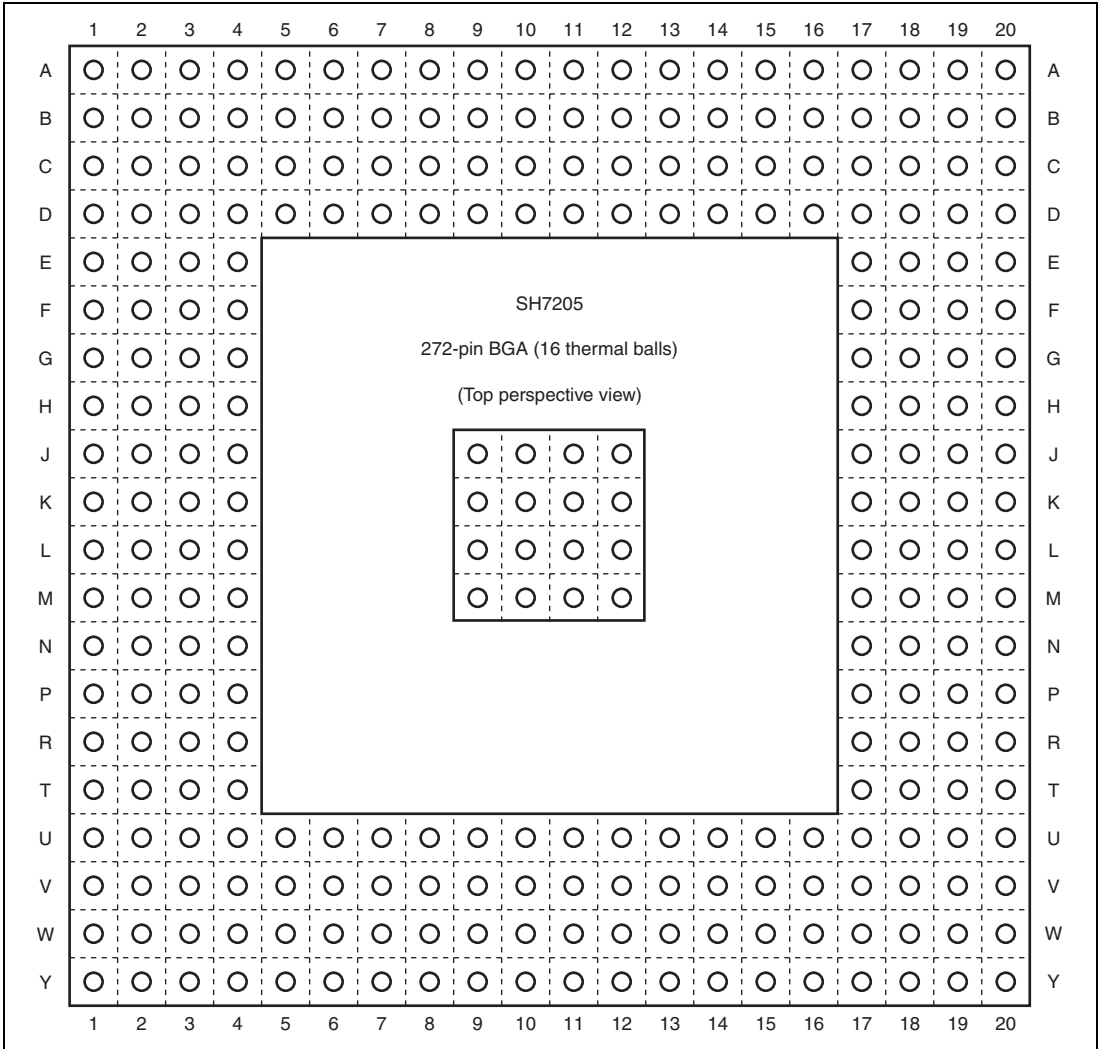 1 2 3 4 5 6 7 8 9 10 11 12 13 14 15 16 17 18 19 20
A A
B B
C C
D D
E E
F SH7205 F
G 272-pin BGA (16 thermal balls) G
H (Top perspective view) H
J J
K K
L L
M M
N N
P P
R R
T T
U U
V V
W W
Y Y
1 2 3 4 5 6 7 8 9 10 11 12 13 14 15 16 17 18 19 20